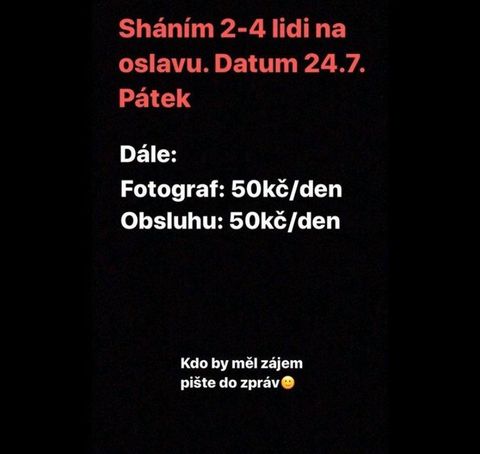 Sháním 2-4 lidi na
oslavu. Datum 24.7.
Pátek
Dále:
Fotograf: 50kč/den
Obsluhu: 50kč/den
Kdo by měl zájem
pište do zpráv🙂